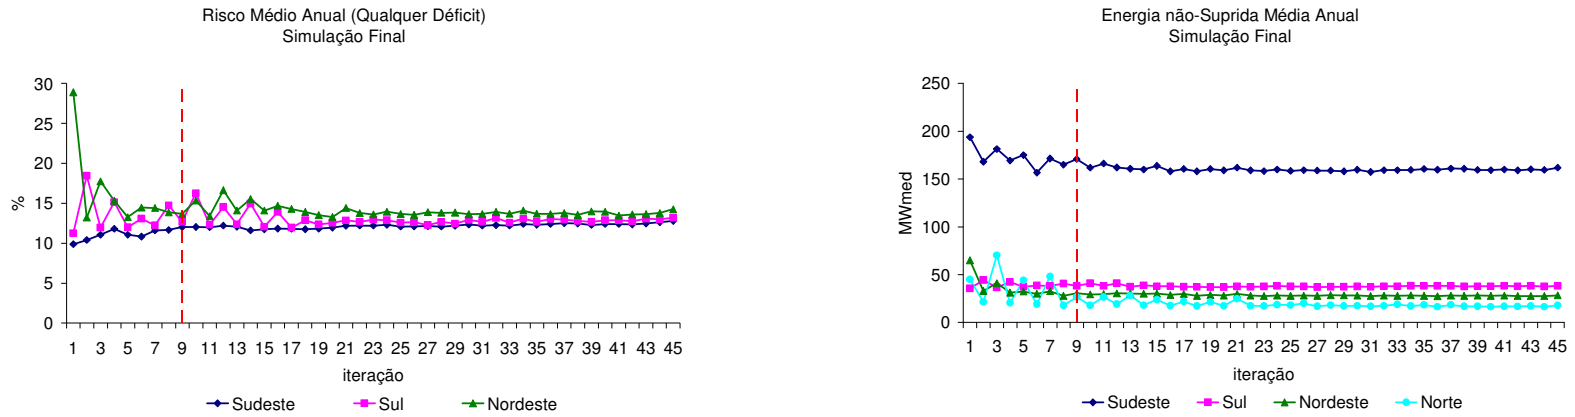 Risco Médio Anual (Qualquer Déficit)
Simulação Final
30
25
20
15
10
5
0
%
1 3 5 7 9 11 13 15 17 19 21 23 25 27 29 31 33 35 37 39 41 43 45
iteração
Sudeste Sul Nordeste
Energia não-Suprida Média Anual
Simulação Final
250
200
150
100
50
0
MWmed
1 3 5 7 9 11 13 15 17 19 21 23 25 27 29 31 33 35 37 39 41 43 45
iteração
Sudeste Sul Nordeste Norte